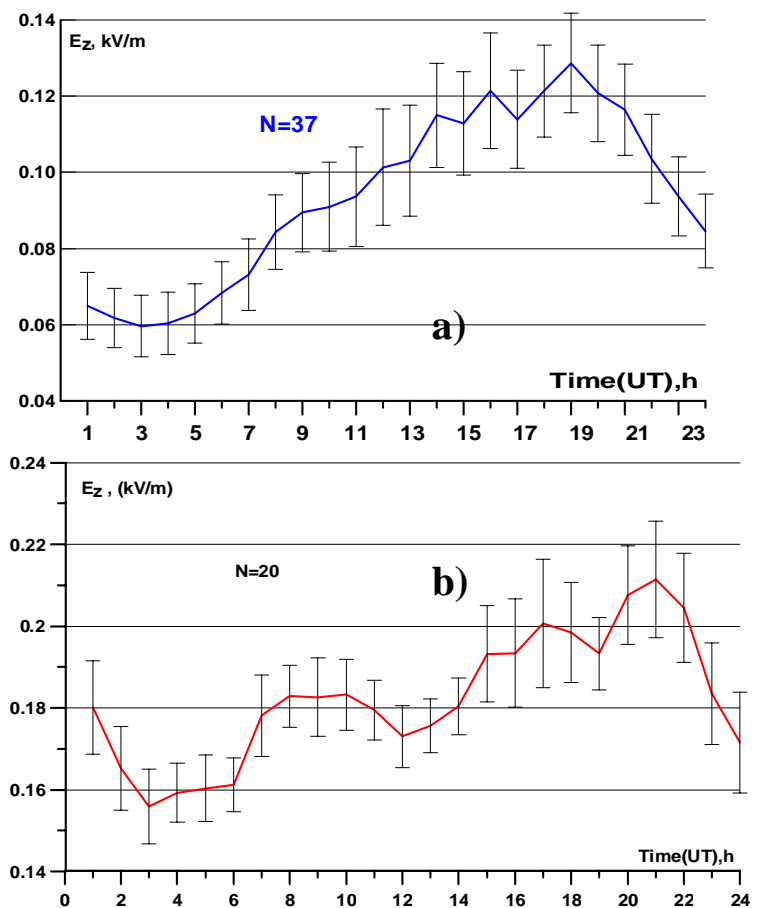 0.14
Ez, kV/m
0.12
N=37
0.10
0.08
0.06
a)
Time(UT),h
0.04
1 3 5 7 9 11 13 15 17 19 21 23
0.24
Ez , (kV/m)
0.22
N=20
b)
0.2
0.18
0.16
0.14
Time(UT),h
0 2 4 6 8 10 12 14 16 18 20 22 24